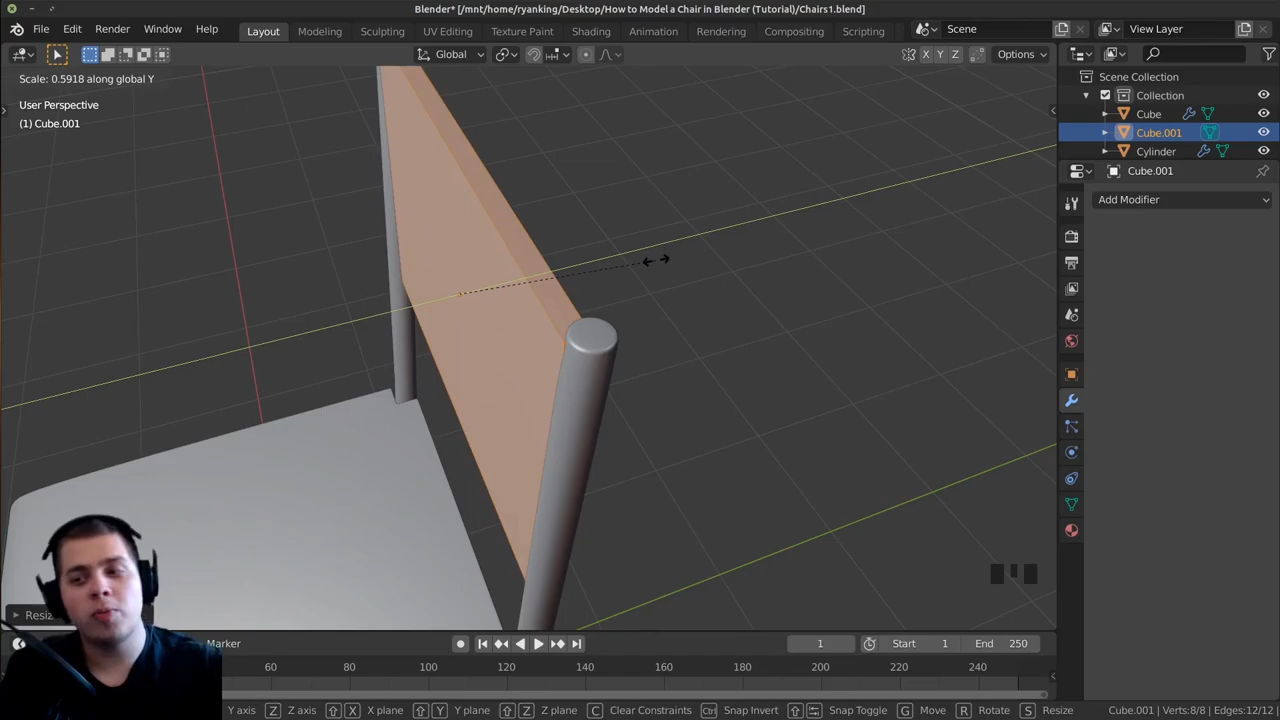 Blender* [/mnt/home/ryanking/Desktop/How to Model a Chair in Blender (Tutorial)/Chairs1.blend]
File Edit Render Window Help Layout Modeling Sculpting UV Editing Texture Paint Shading Animation Rendering Compositing Scripting Scene View Layer
Global X Y Z Options
Scale: 0.5918 along global Y
User Perspective
(1) Cube.001
Scene Collection
Collection
Cube
Cube.001
Cylinder
Cube.001
Add Modifier
Resiz
Marker 1 Start 1 End 250
60 80 100 120 140 160 180 200 220 240
Y axis Z Z axis X X plane Y Y plane Z Z plane C Clear Constraints Ctrl Snap Invert Snap Toggle G Move R Rotate S Resize Cube.001 | Verts:8/8 | Edges:12/12